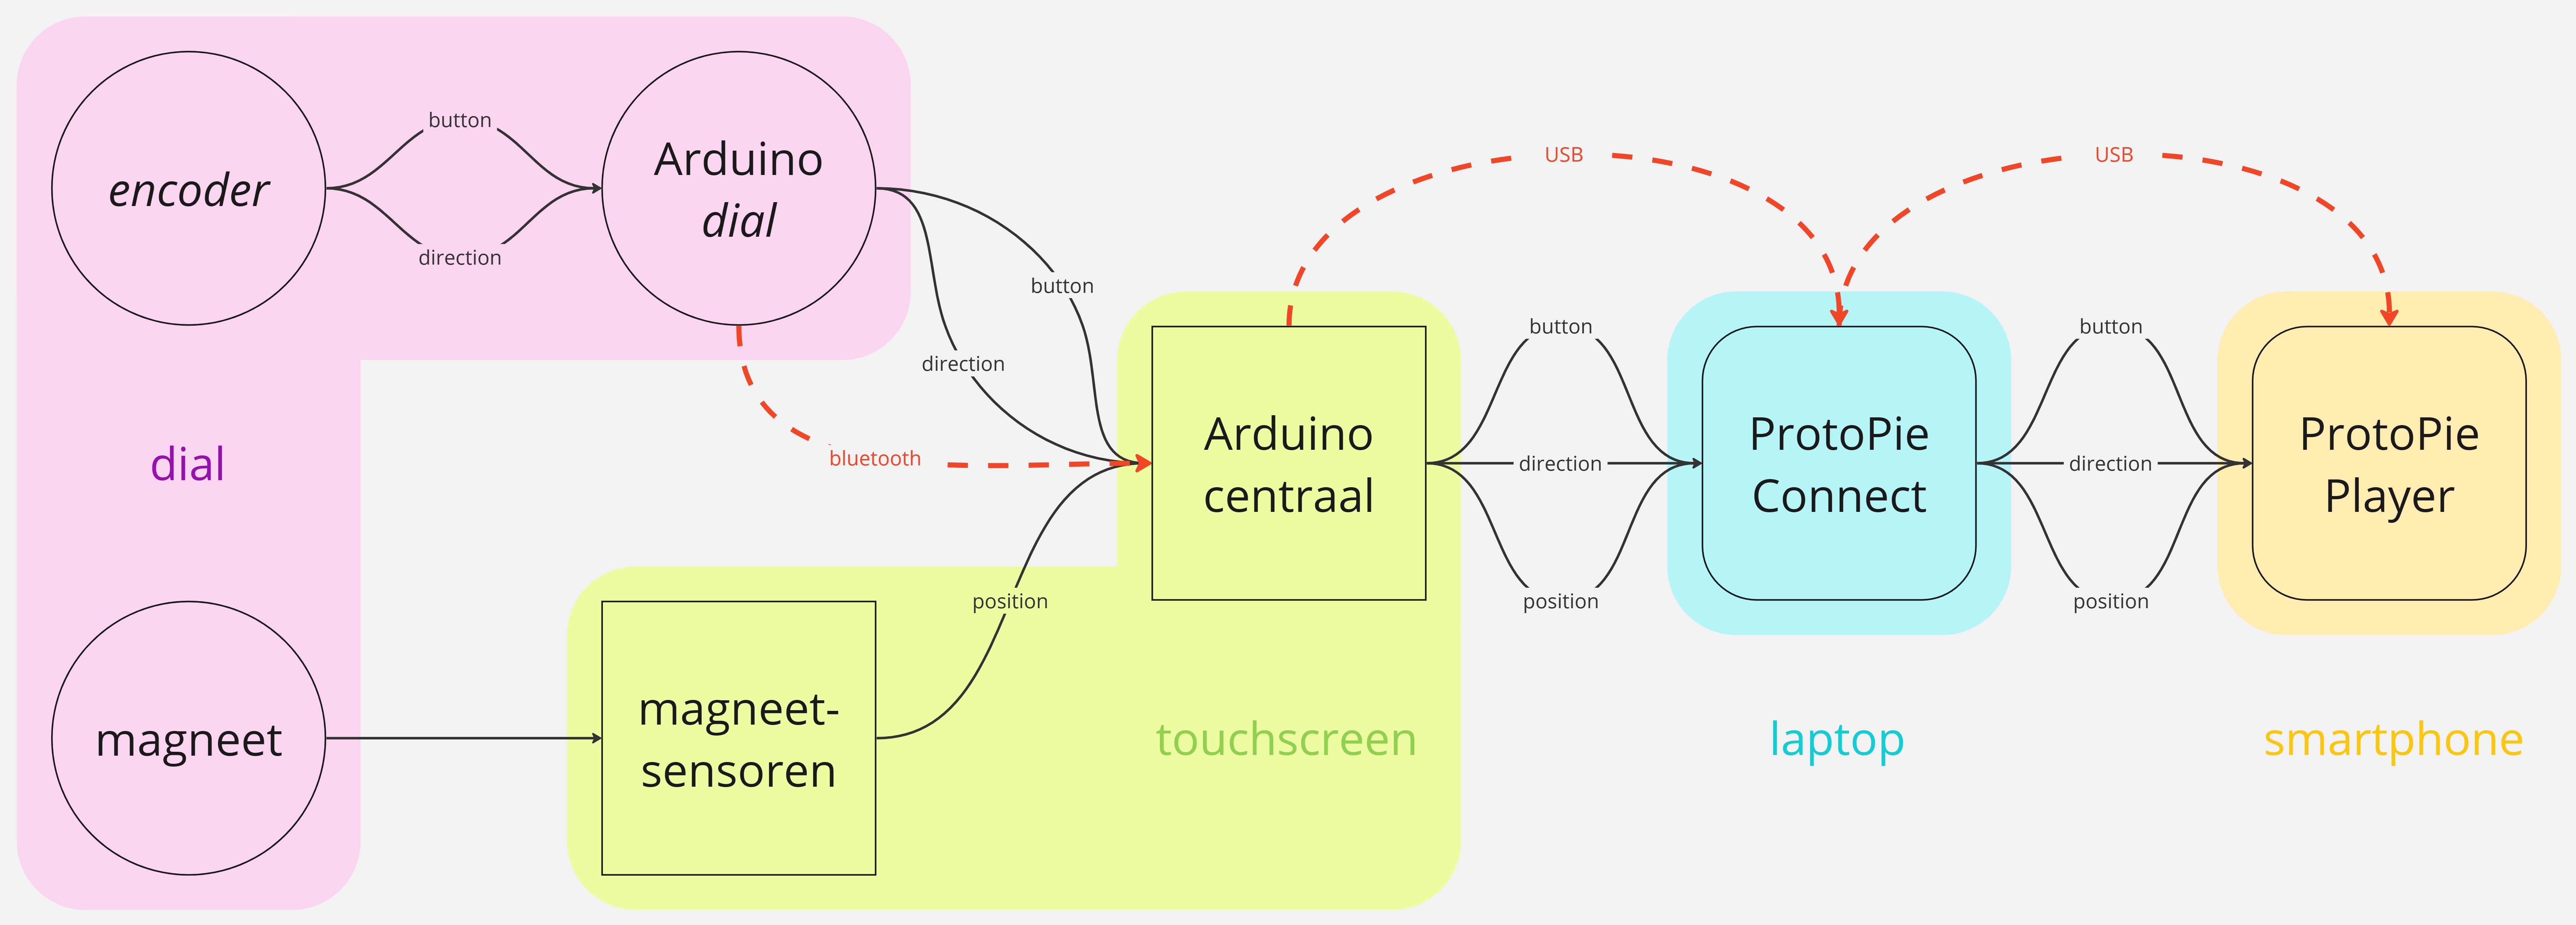 encoder
button
direction
Arduino
dial
button
direction
bluetooth
dial
magneet
magneet-
sensoren
position
Arduino
centraal
touchscreen
USB
button
direction
position
ProtoPie
Connect
laptop
USB
button
direction
position
ProtoPie
Player
smartphone